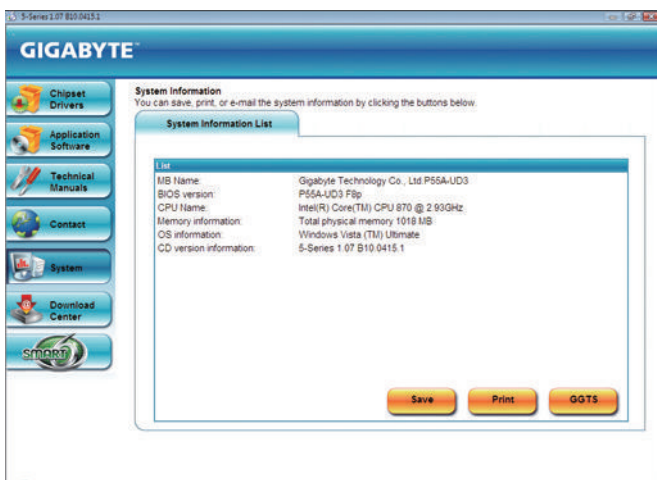 5-Series 1.07 B10.0415.1
GIGABYTE™
Chipset
Drivers
Application
Software
Technical
Manuals
Contact
System
Download
Center
SMART 6
System Information
You can save, print, or e-mail the system information by clicking the buttons below.
System Information List
List
MB Name: Gigabyte Technology Co., Ltd.P55A-UD3
BIOS version: P55A-UD3 F8p
CPU Name: Intel(R) Core(TM) CPU 870 @ 2.93GHz
Memory information: Total physical memory 1018 MB
OS information: Windows Vista (TM) Ultimate
CD version information: 5-Series 1.07 B10.0415.1
Save Print GGTS